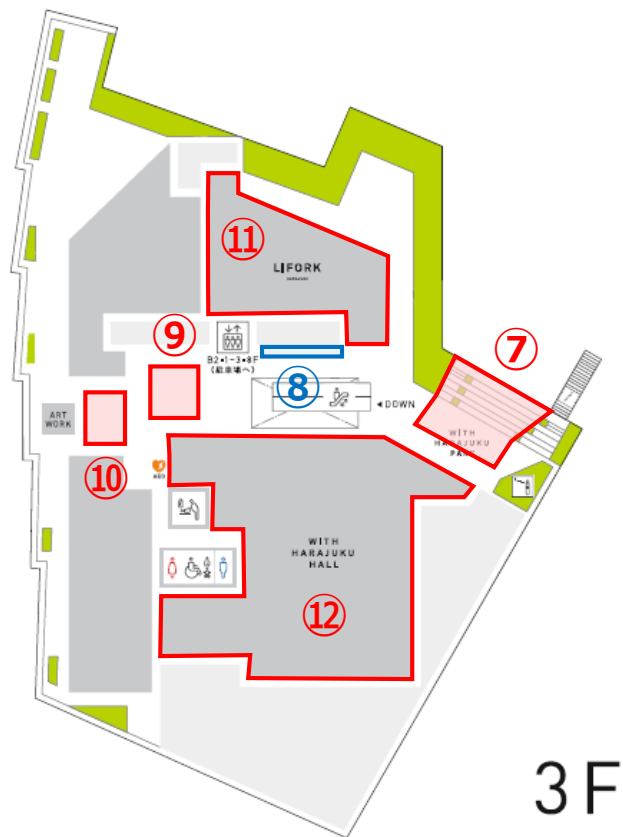 ⑪
LIFORK
HARAJUKU
⑨
B2•1-3•8F
(駐車場へ)
⑦
⑧
◀DOWN
ART
WORK
WITH
HARAJUKU
PARK
⑩
AED
WITH
HARAJUKU
HALL
⑫
3F